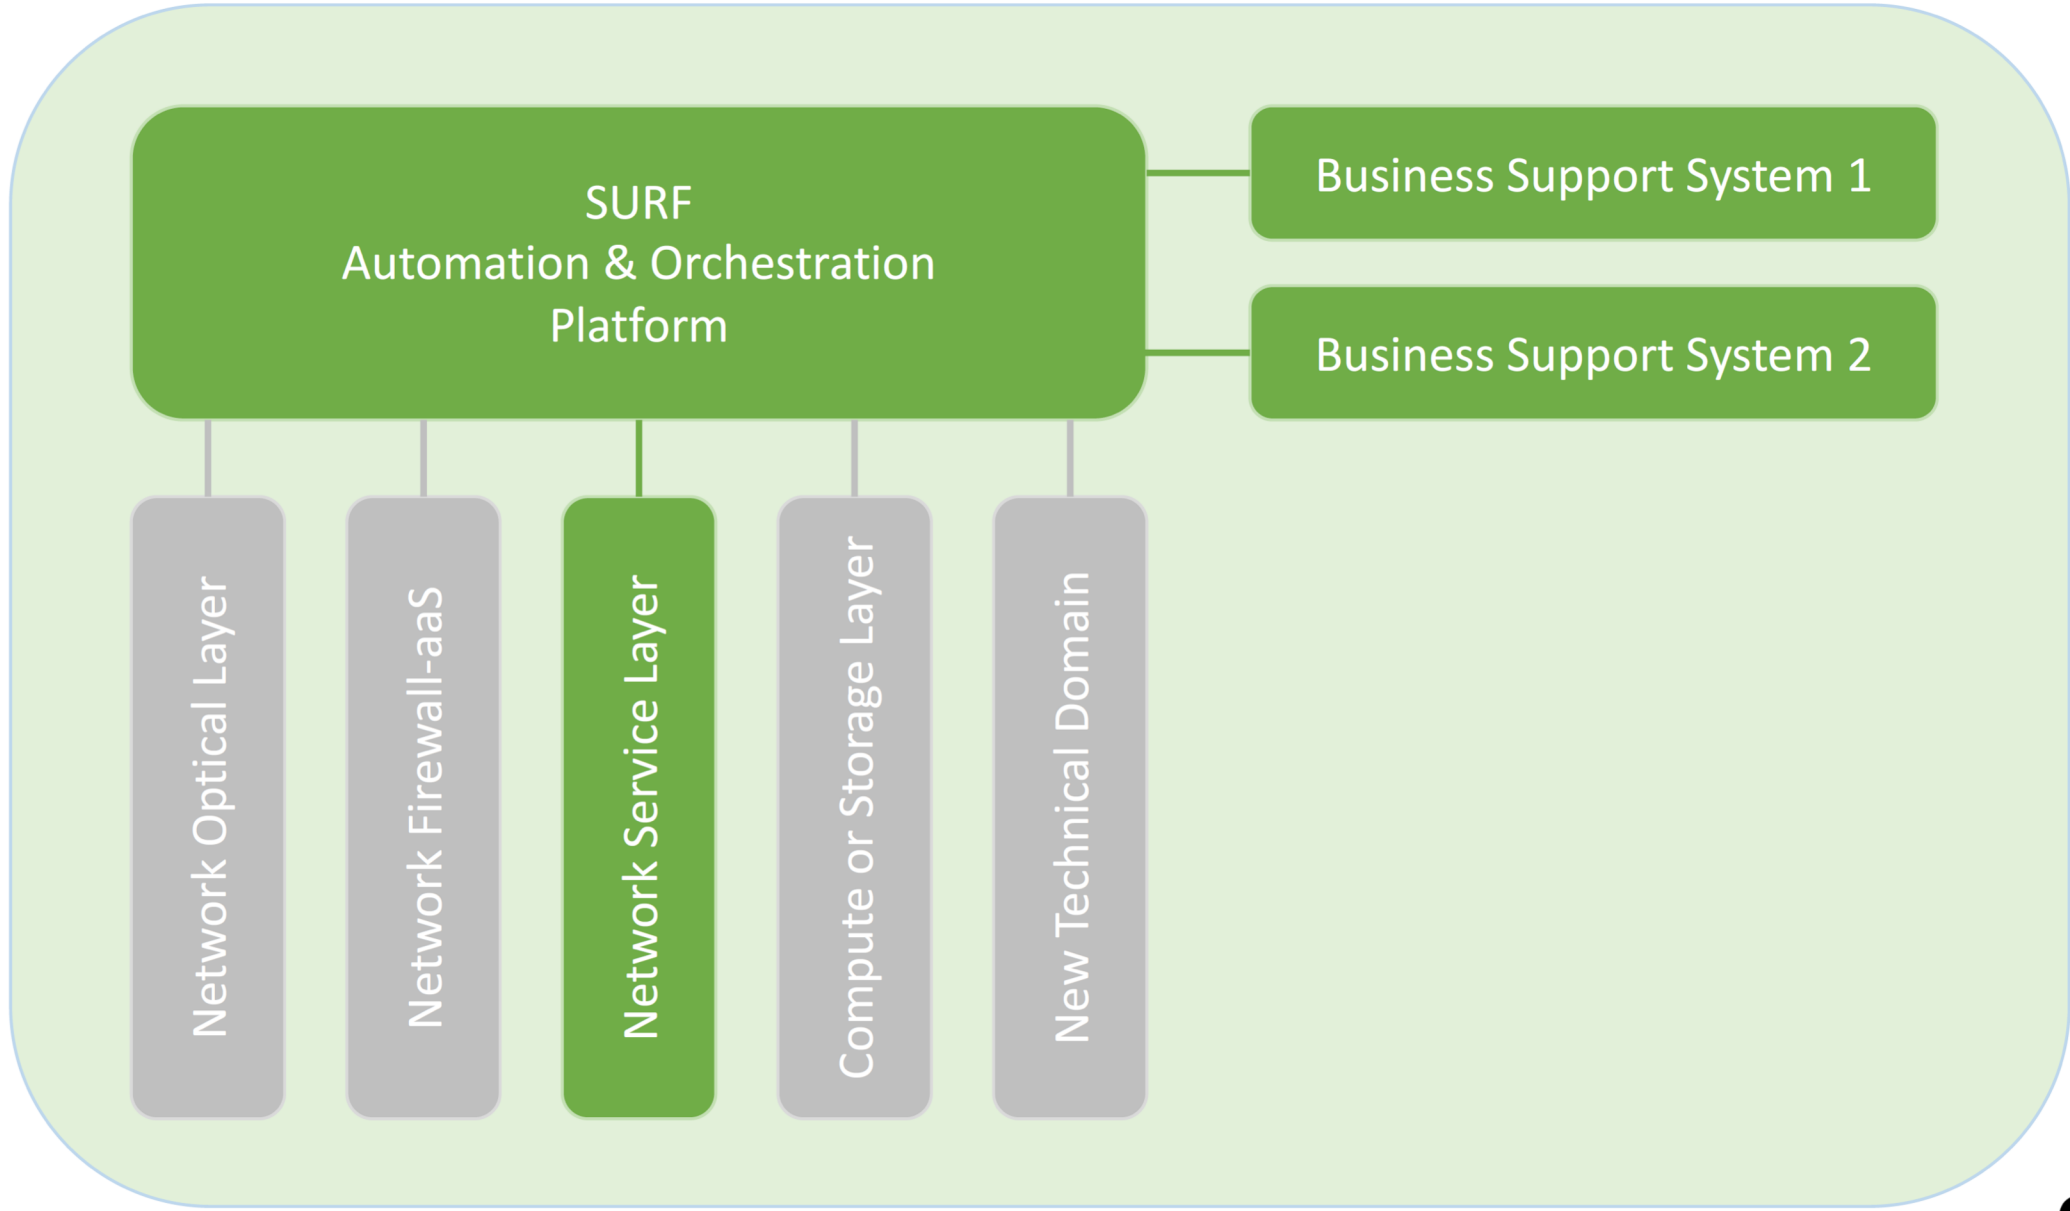 SURF
Automation & Orchestration
Platform
Business Support System 1
Business Support System 2
Network Optical Layer
Network Firewall-aaS
Network Service Layer
Compute or Storage Layer
New Technical Domain